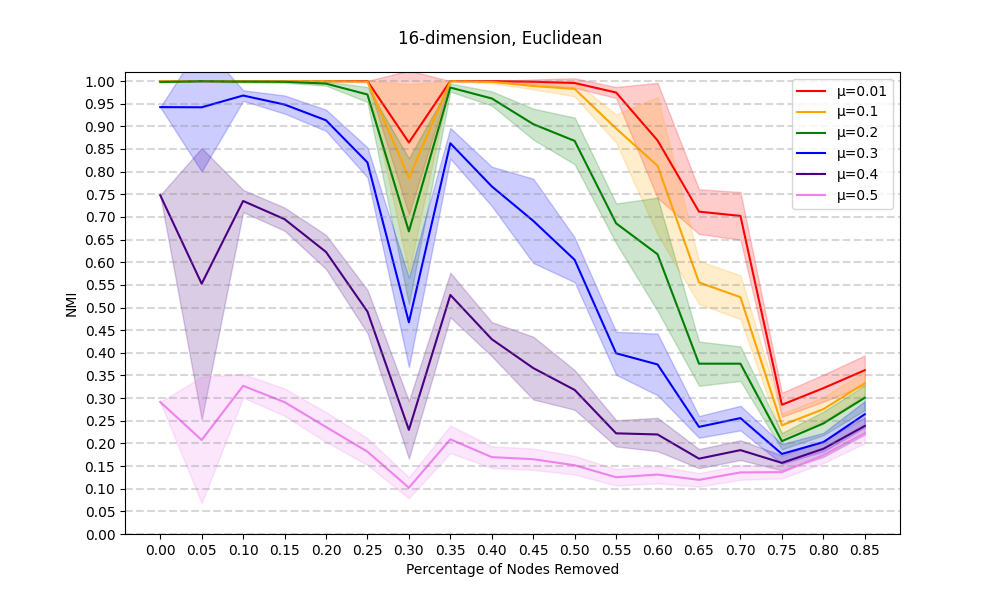 16-dimension, Euclidean
1.00
0.95
0.90
0.85
0.80
0.75
0.70
0.65
0.60
0.55
0.50
0.45
0.40
0.35
0.30
0.25
0.20
0.15
0.10
0.05
0.00
NMI
μ=0.01
μ=0.1
μ=0.2
μ=0.3
μ=0.4
μ=0.5
0.00 0.05 0.10 0.15 0.20 0.25 0.30 0.35 0.40 0.45 0.50 0.55 0.60 0.65 0.70 0.75 0.80 0.85
Percentage of Nodes Removed